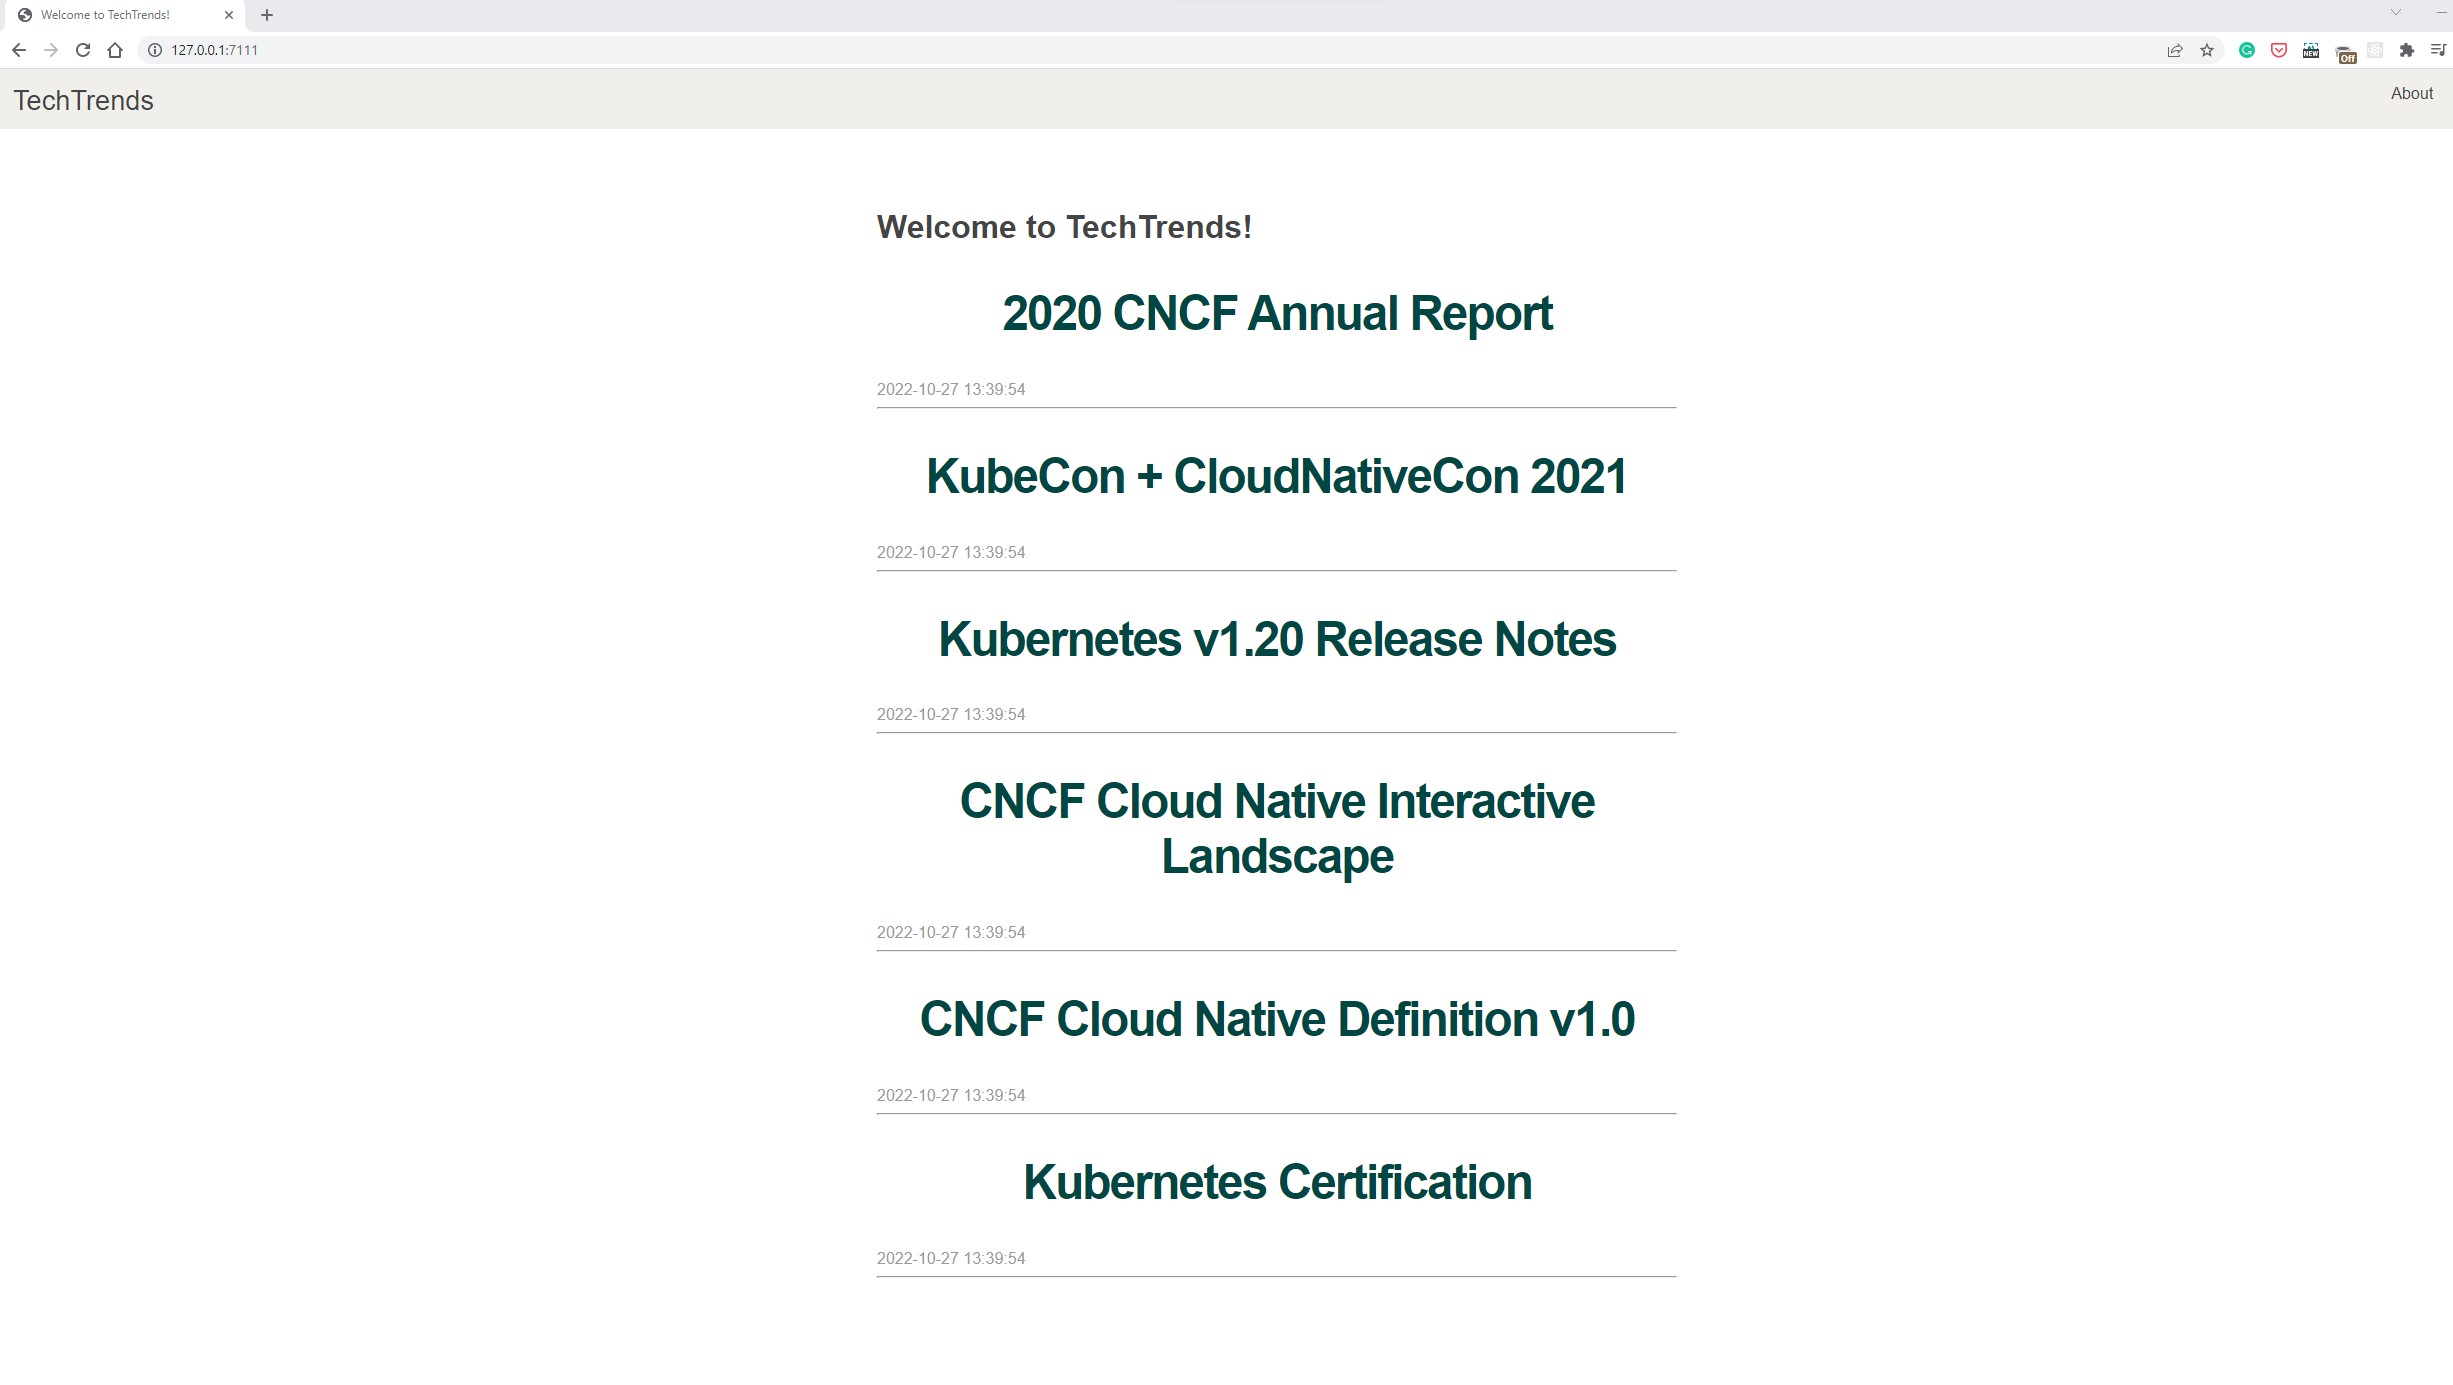 Welcome to TechTrends!
127.0.0.1:7111
NEW
Off
TechTrends
About
Welcome to TechTrends!
2020 CNCF Annual Report
2022-10-27 13:39:54
KubeCon + CloudNativeCon 2021
2022-10-27 13:39:54
Kubernetes v1.20 Release Notes
2022-10-27 13:39:54
CNCF Cloud Native Interactive
Landscape
2022-10-27 13:39:54
CNCF Cloud Native Definition v1.0
2022-10-27 13:39:54
Kubernetes Certification
2022-10-27 13:39:54